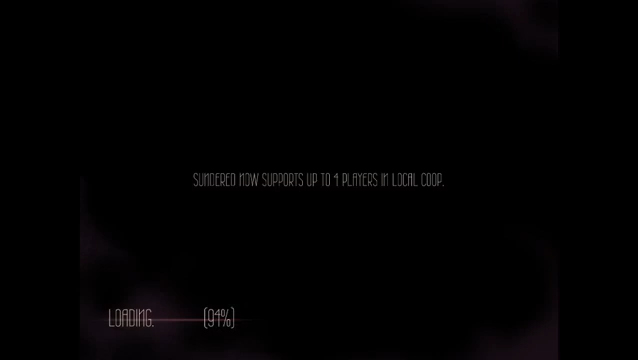 SUNDERED NOW SUPPORTS UP TO 4 PLAYERS IN LOCAL COOP.
LOADING. (94%)